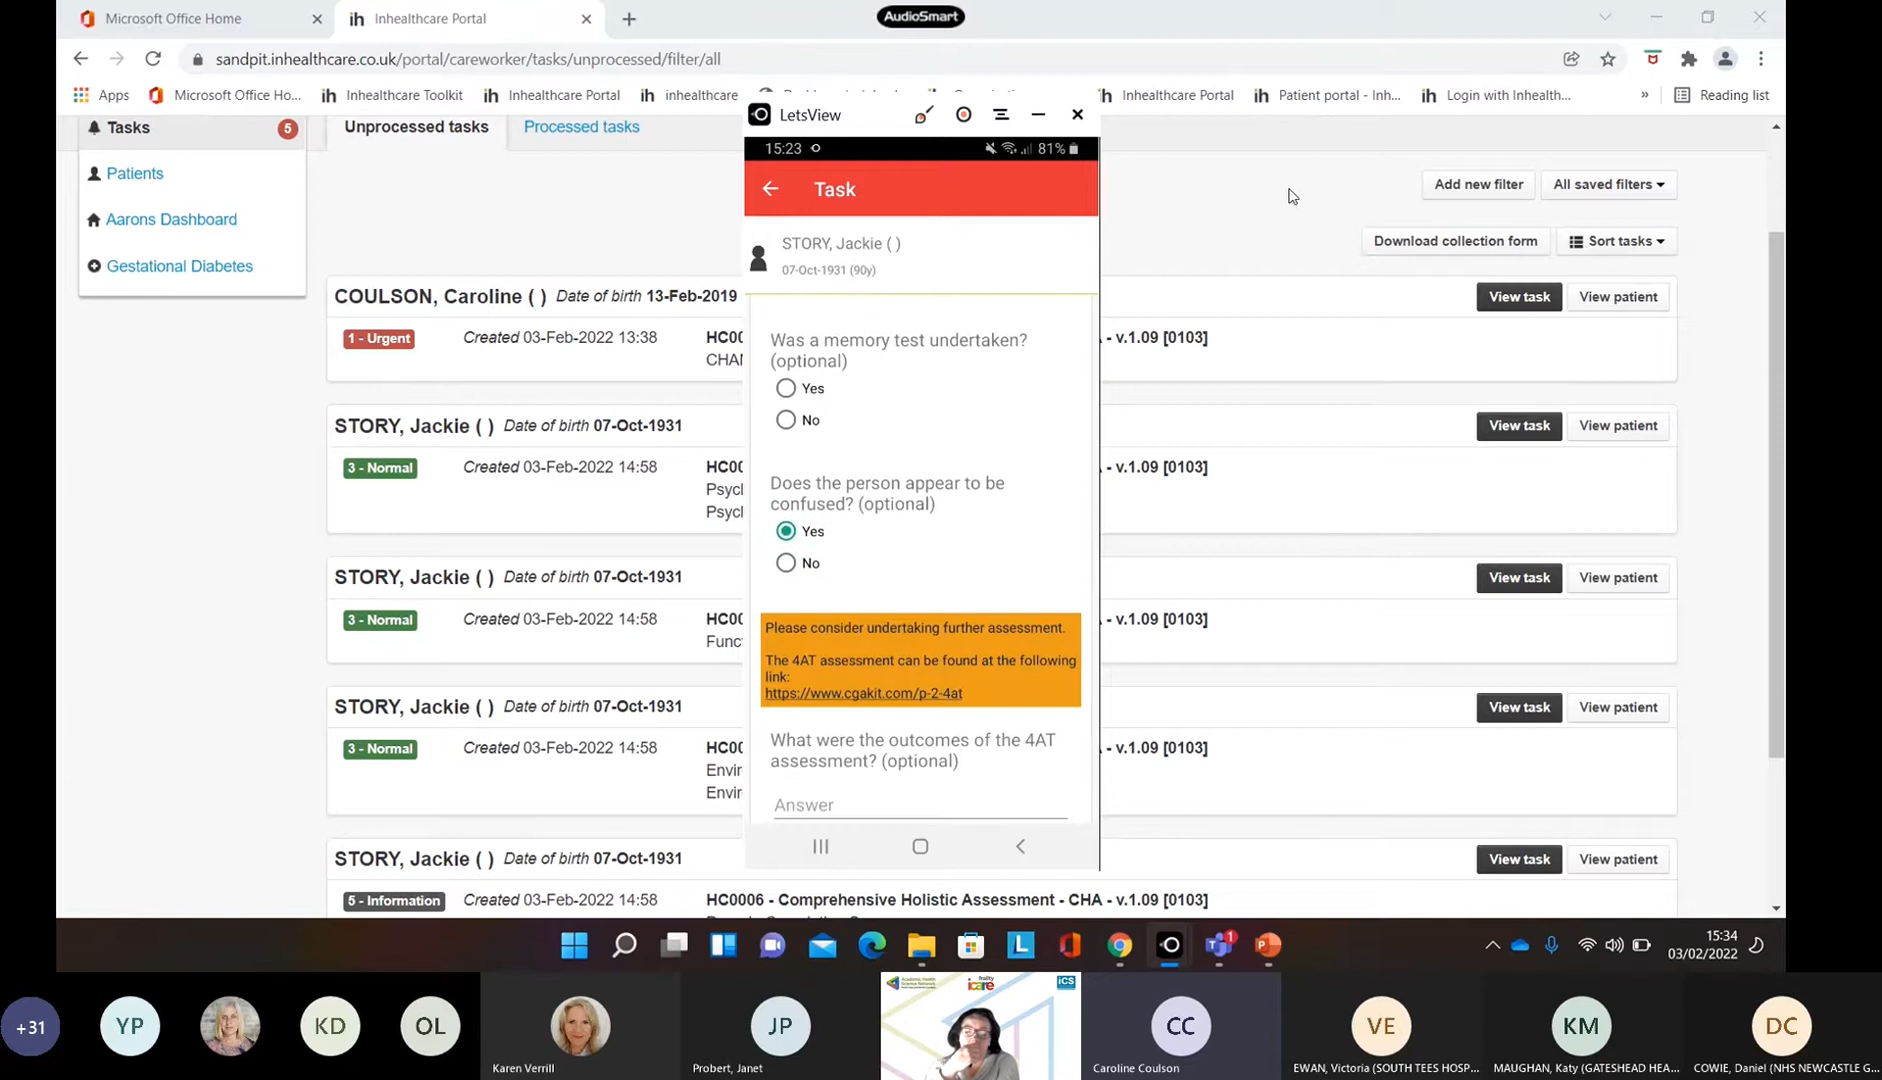 Microsoft Office Home
Inhealthcare Portal
AudioSmart
sandpit.inhealthcare.co.uk/portal/careworker/tasks/unprocessed/filter/all
Apps
Microsoft Office Ho...
Inhealthcare Toolkit
Inhealthcare Portal
inhealthcare
Inhealthcare Portal
Patient portal - Inh...
Login with Inhealth...
»
Reading list
Tasks
5
Patients
Aarons Dashboard
Gestational Diabetes
Unprocessed tasks
Processed tasks
Add new filter
All saved filters
Download collection form
Sort tasks
COULSON, Caroline ( ) Date of birth 13-Feb-2019
View task
View patient
1 - Urgent
Created 03-Feb-2022 13:38
HC00
- v.1.09 [0103]
CHA
STORY, Jackie ( ) Date of birth 07-Oct-1931
View task
View patient
3 - Normal
Created 03-Feb-2022 14:58
HC00
- v.1.09 [0103]
Psych
Psych
STORY, Jackie ( ) Date of birth 07-Oct-1931
View task
View patient
3 - Normal
Created 03-Feb-2022 14:58
HC00
- v.1.09 [0103]
Funct
STORY, Jackie ( ) Date of birth 07-Oct-1931
View task
View patient
3 - Normal
Created 03-Feb-2022 14:58
HC00
- v.1.09 [0103]
Envir
Envir
STORY, Jackie ( ) Date of birth 07-Oct-1931
View task
View patient
5 - Information
Created 03-Feb-2022 14:58
HC0006 - Comprehensive Holistic Assessment - CHA - v.1.09 [0103]
LetsView
15:23
81%
Task
STORY, Jackie ( )
07-Oct-1931 (90y)
Was a memory test undertaken?
(optional)
Yes
No
Does the person appear to be
confused? (optional)
Yes
No
Please consider undertaking further assessment.
The 4AT assessment can be found at the following
link:
https://www.cgakit.com/p-2-4at
What were the outcomes of the 4AT
assessment? (optional)
Answer
15:34
03/02/2022
+31
YP
KD
OL
Karen Verrill
JP
Probert, Janet
frailty
icare
ICS
CC
Caroline Coulson
VE
EWAN, Victoria (SOUTH TEES HOSP...
KM
MAUGHAN, Katy (GATESHEAD HEA...
DC
COWIE, Daniel (NHS NEWCASTLE G...